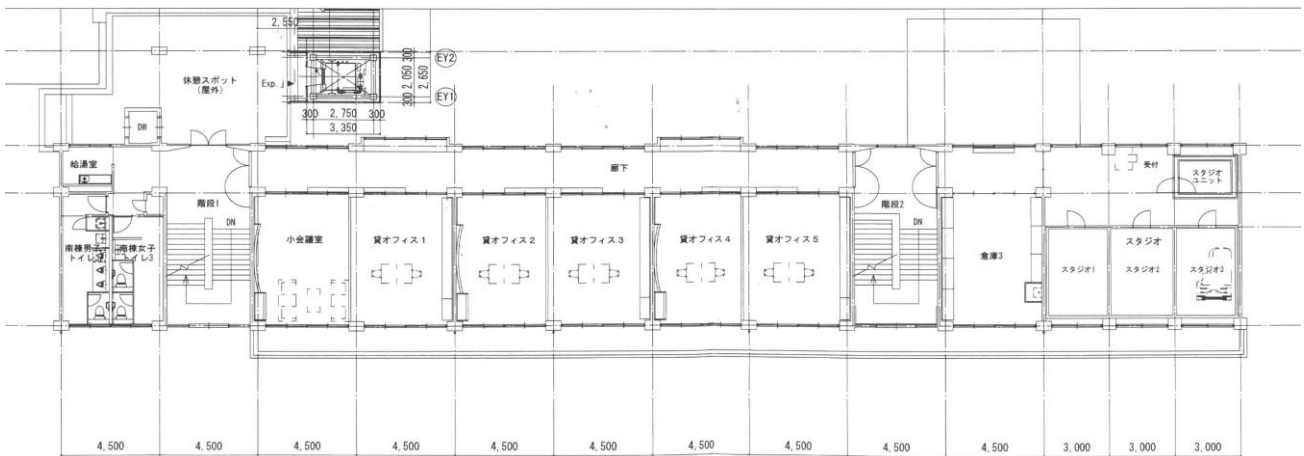 2,550
EY2
休憩スポット
(屋外)
Exp.j
300 2,050 300
2,650
EY1
300 2,750 300
3,350
DW
給湯室
廊下
受付
スタジオ
ユニット
階段1
DN
階段2
DN
小会議室
貸オフィス1
貸オフィス2
貸オフィス3
貸オフィス4
貸オフィス5
倉庫3
スタジオ
南棟男子
南棟女子
トイレ3
スタジオ1
スタジオ2
スタジオ3
4,500 4,500 4,500 4,500 4,500 4,500 4,500 4,500 4,500 4,500 3,000 3,000 3,000